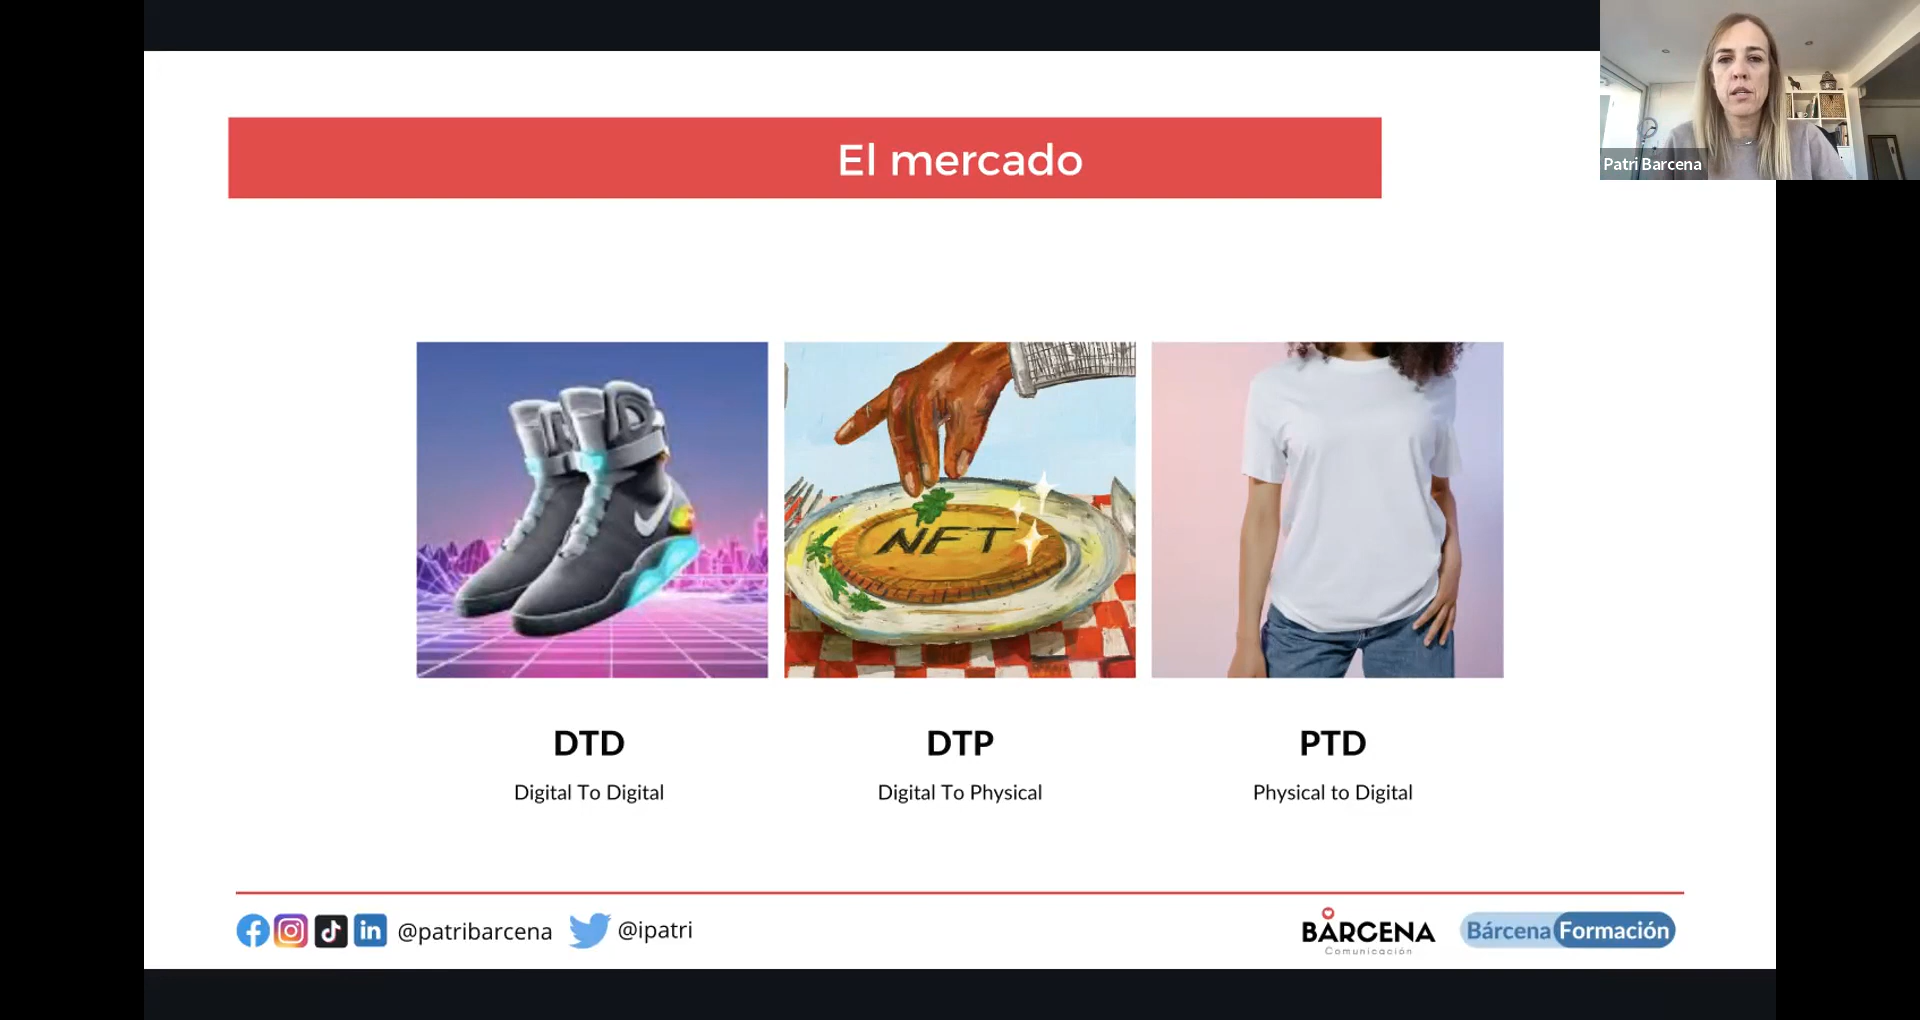 El mercado
Patri Barcena
NFT
DTD
Digital To Digital
DTP
Digital To Physical
PTD
Physical to Digital
@patribarcena
@ipatri
BÁRCENA
Comunicación
Bárcena Formación